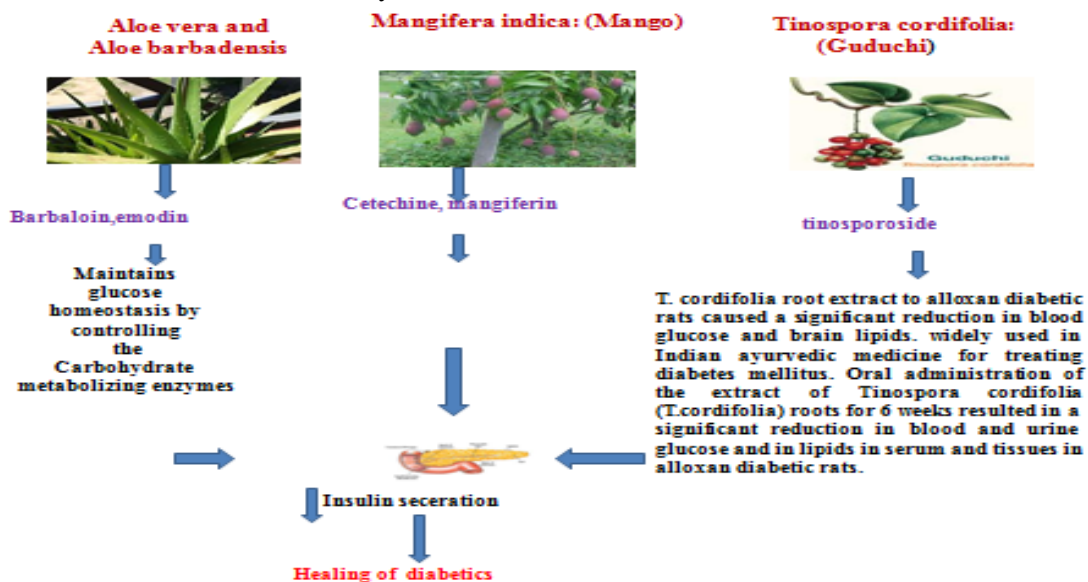 Aloe vera and
Aloe barbadensis
Mangifera indica: (Mango)
Tinospora cordifolia:
(Guduchi)
Guduchi
Tinospora cordifolia
Barbaloin,emodin
Cetechine, mangiferin
tinosporoside
Maintains
glucose
homeostasis by
controlling
the
Carbohydrate
metabolizing enzymes
T. cordifolia root extract to alloxan diabetic
rats caused a significant reduction in blood
glucose and brain lipids. widely used in
Indian ayurvedic medicine for treating
diabetes mellitus. Oral administration of
the extract of Tinospora cordifolia
(T.cordifolia) roots for 6 weeks resulted in a
significant reduction in blood and urine
glucose and in lipids in serum and tissues in
alloxan diabetic rats.
Insulin seceration
Healing of diabetics